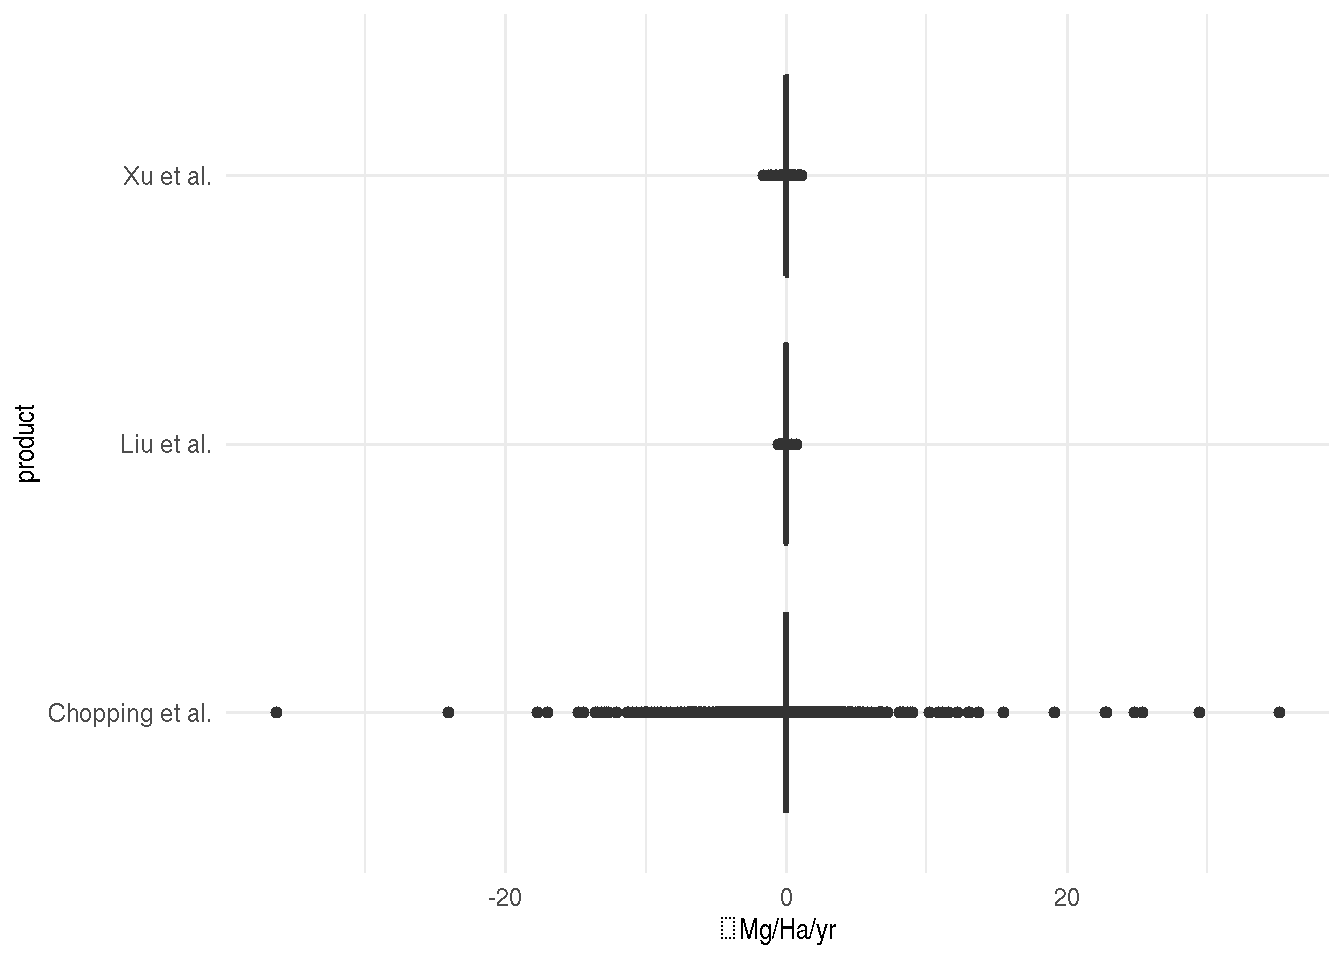 Xu et al.
Liu et al.
Chopping et al.
product
-20 0 20
Mg/Ha/yr